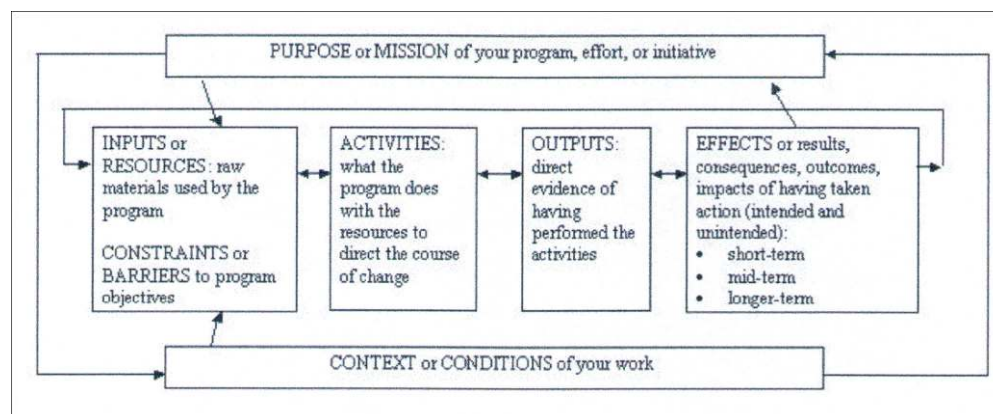 PURPOSE or MISSION of your program, effort, or initiative
INPUTS or
RESOURCES: raw
materials used by the
program
CONSTRAINTS or
BARRIERS to program
objectives
ACTIVITIES:
what the
program does
with the
resources to
direct the course
of change
OUTPUTS:
direct
evidence of
having
performed the
activities
EFFECTS or results,
consequences, outcomes,
impacts of having taken
action (intended and
unintended):
• short-term
• mid-term
• longer-term
CONTEXT or CONDITIONS of your work